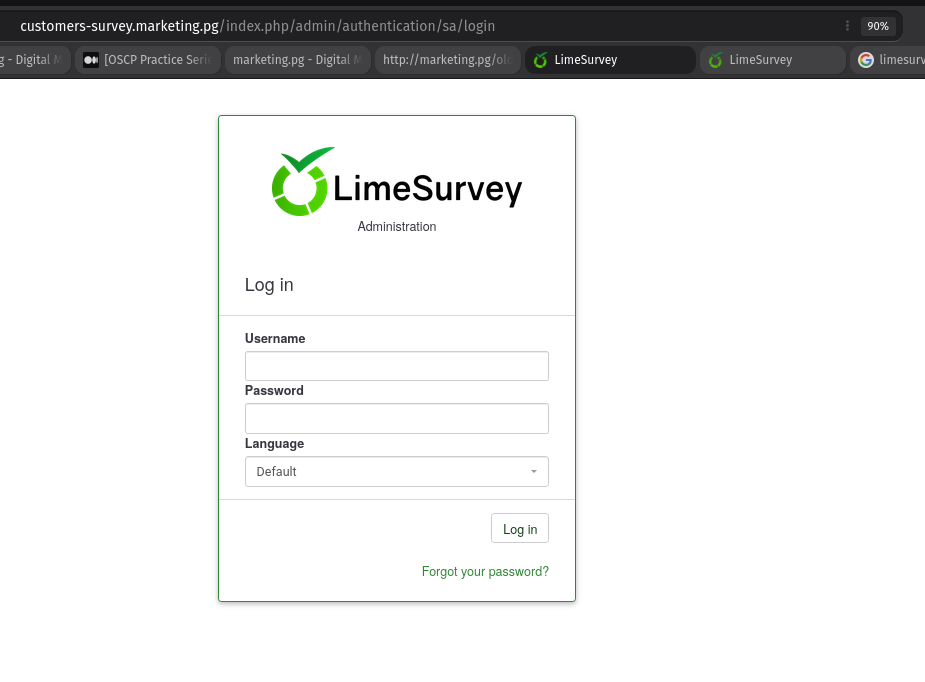 customers-survey.marketing.pg/index.php/admin/authentication/sa/login 90%
g - Digital M [OSCP Practice Seri marketing.pg - Digital M http://marketing.pg/old LimeSurvey LimeSurvey limesurv
LimeSurvey
Administration
Log in
Username
Password
Language
Default
Log in
Forgot your password?